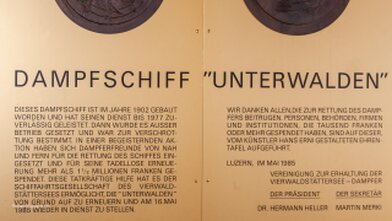 DAMPFSCHIFF "UNTERWALDEN"
DIESES DAMPFSCHIFF IST IM JAHRE 1902 GEBAUT
WORDEN UND HAT SEINEN DIENST BIS 1977 ZU-
VERLÄSSIG GELEISTET. DANN WURDE ES AUSSER
BETRIEB GESETZT UND WAR ZUR VERSCHROT-
TUNG BESTIMMT. IN EINER BEGEISTERNDEN AK-
TION HABEN SICH DAMPFERFREUNDE VON NAH
UND FERN FÜR DIE RETTUNG DES SCHIFFES EIN-
GESETZT UND FÜR SEINE TADELLOSE ERNEUE-
RUNG MEHR ALS 1½ MILLIONEN FRANKEN GE-
SPENDET. DIESE TATKRÄFTIGE HILFE HAT ES DER
SCHIFFAHRTSGESELLSCHAFT DES VIERWALD-
STÄTTERSEES ERMÖGLICHT, DIE "UNTERWALDEN"
VON GRUND AUF ZU ERNEUERN UND AM 16. MAI
1985 WIEDER IN DIENST ZU STELLEN.
WIR DANKEN ALLEN, DIE ZUR RETTUNG DES DAMP-
FERS BEITRUGEN. PERSONEN, BEHÖRDEN, FIRMEN
UND INSTITUTIONEN, DIE TAUSEND FRANKEN
ODER MEHR GESPENDET HABEN, SIND AUF DIESER
VOM KÜNSTLER HANS ERNI GESTALTETEN EHREN-
TAFEL AUFGEFÜHRT.
LUZERN, IM MAI 1985
VEREINIGUNG ZUR ERHALTUNG DER
VIERWALDSTÄTTERSEE-DAMPFER
DER PRÄSIDENT DER SEKRETÄR
DR. HERMANN HELLER MARTIN MERKI